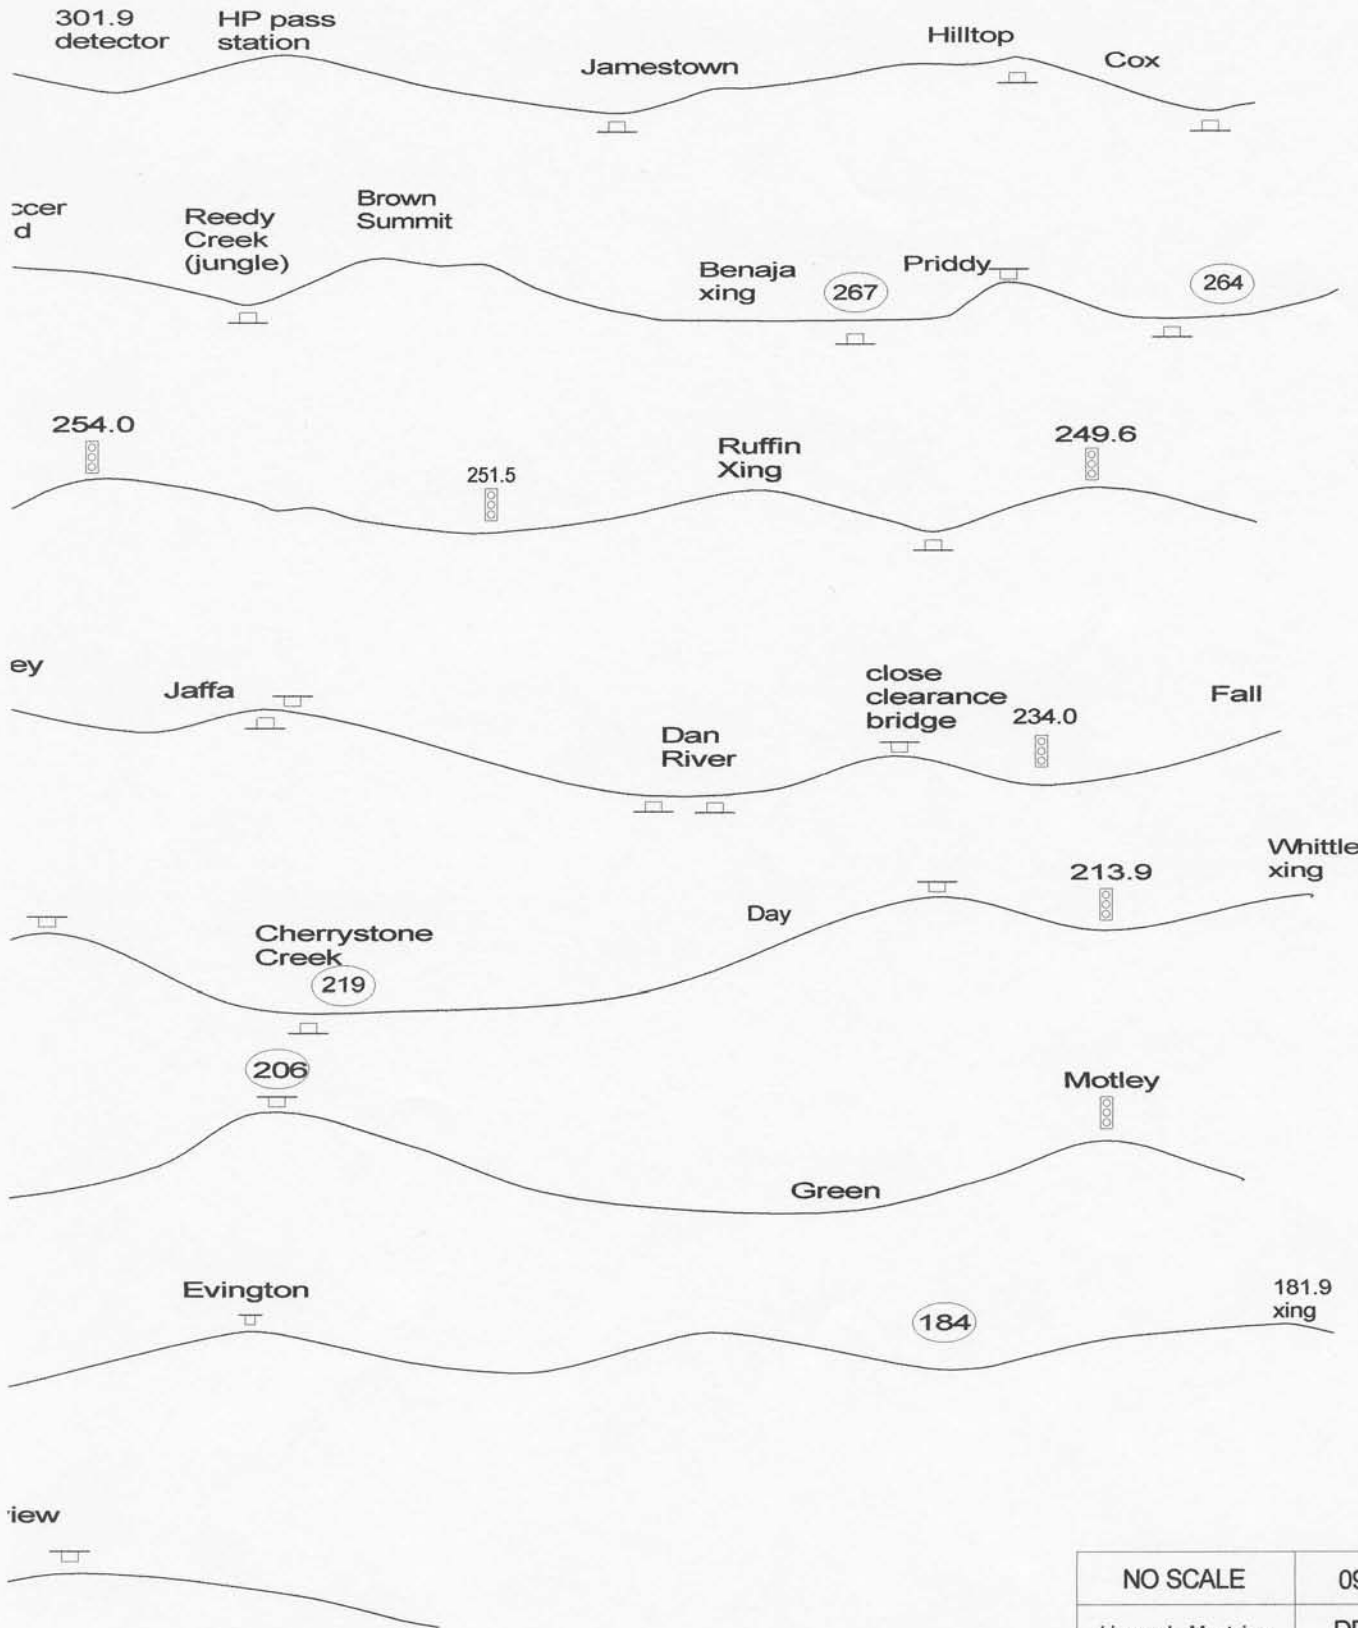 301.9
detector
HP pass
station
Jamestown
Hilltop
Cox
Reedy
Creek
(jungle)
Brown
Summit
Benaja
xing
267
Priddy
264
254.0
251.5
Ruffin
Xing
249.6
ey
Jaffa
Dan
River
close
clearance
bridge
234.0
Fall
Cherrystone
Creek
219
Day
213.9
Whittle
xing
206
Green
Motley
Evington
184
181.9
xing
view
NO SCALE
09